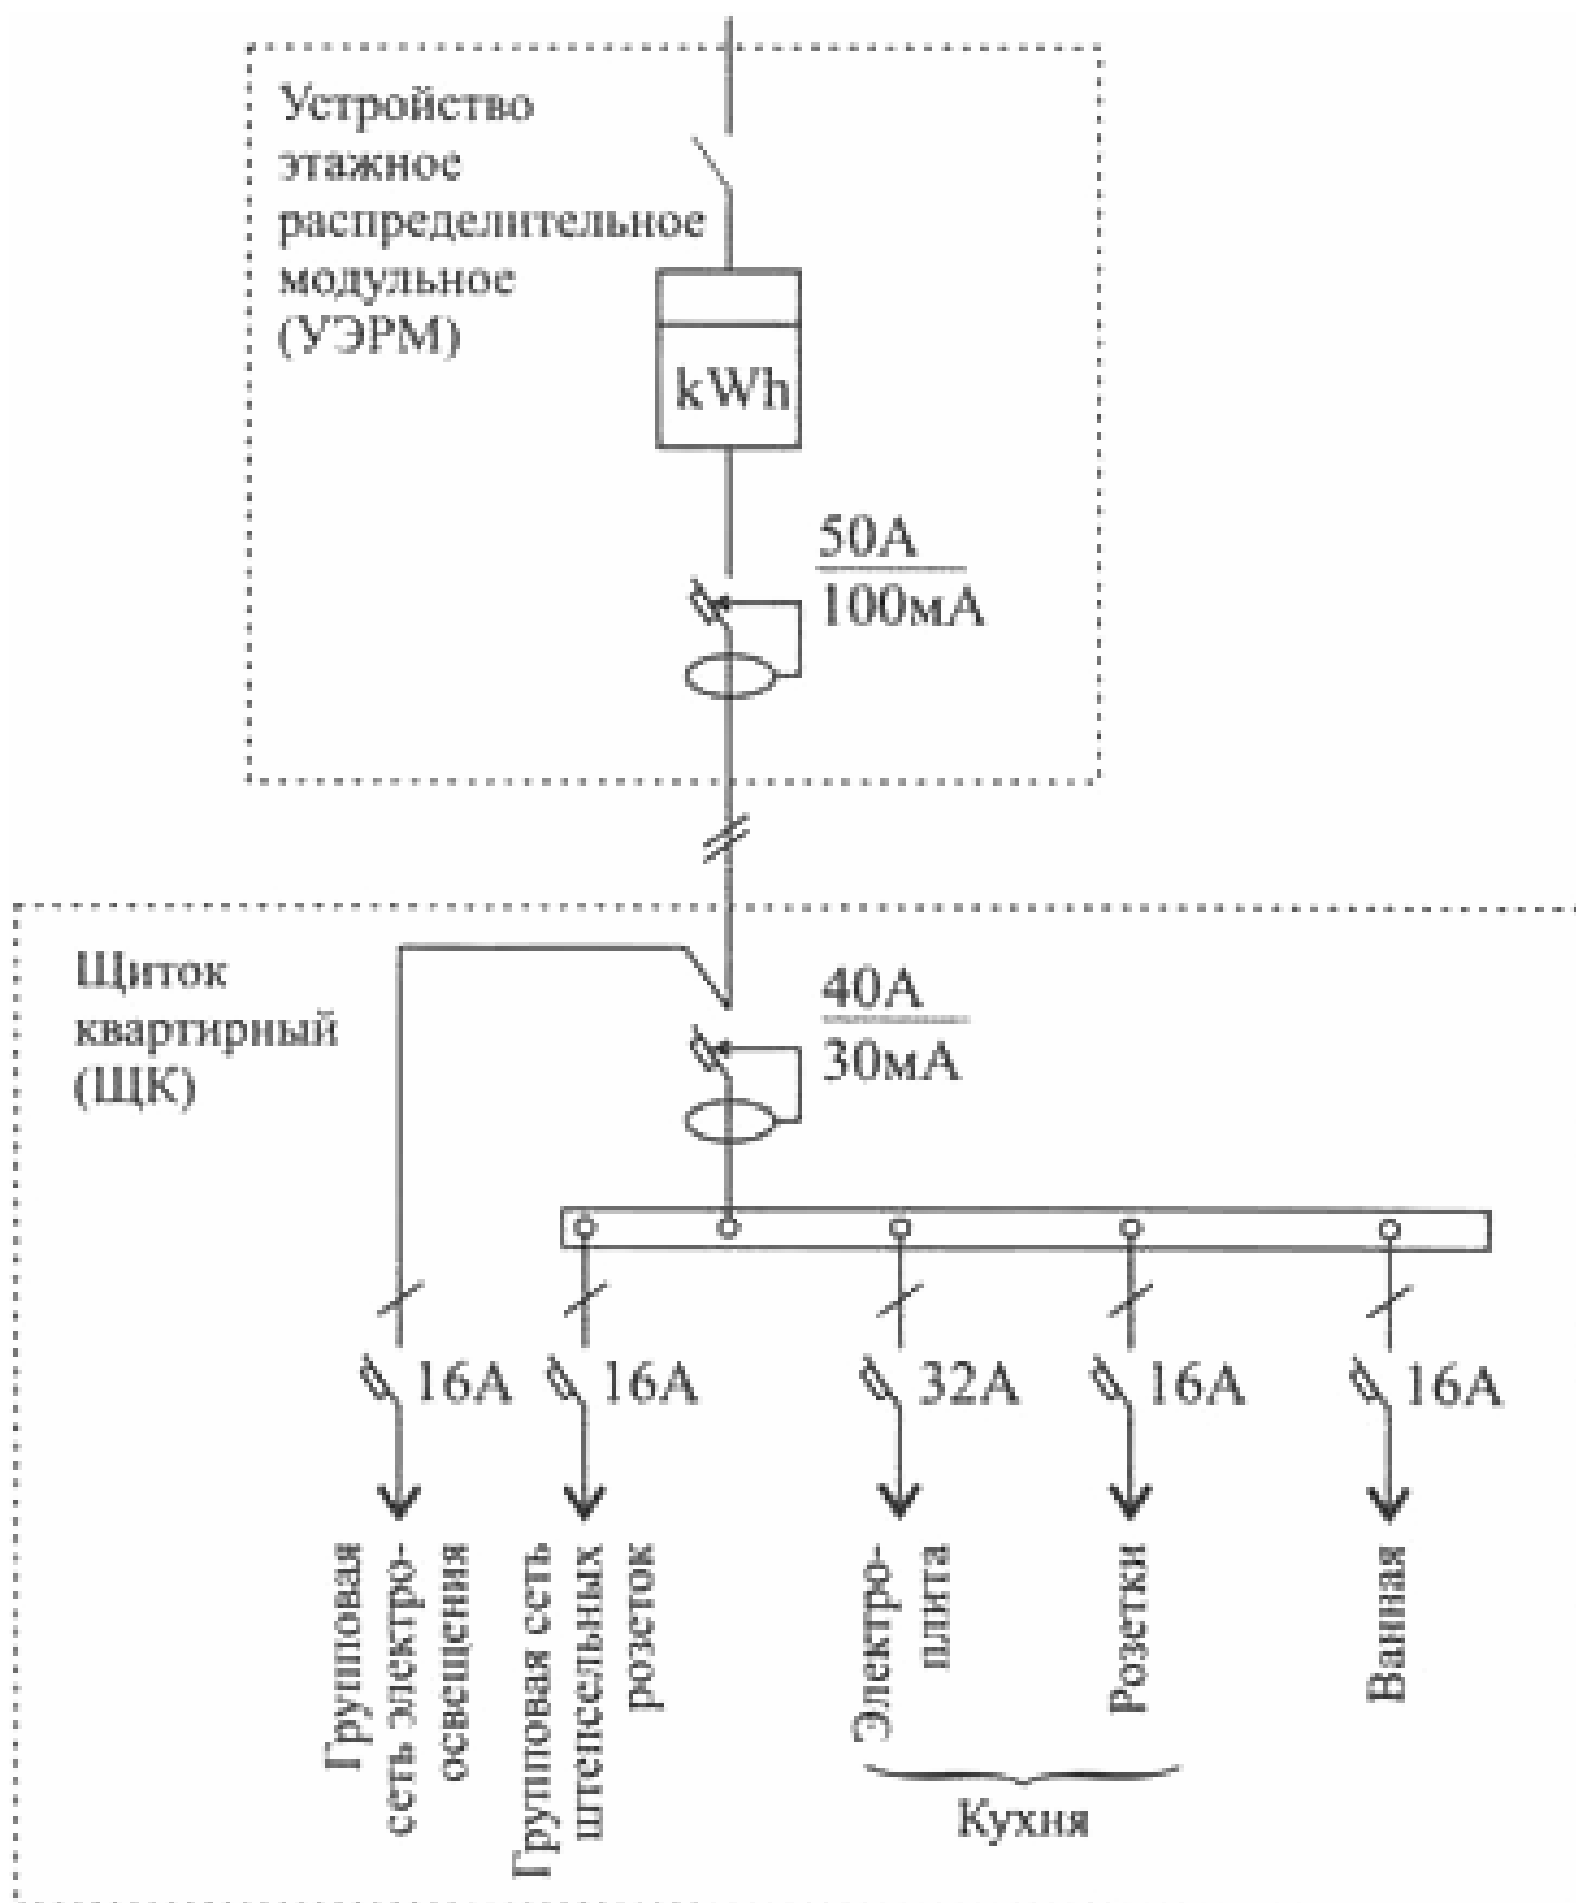 Устройство
этажное
распределительное
модульное
(УЭРМ)
kWh
50А
100мА
Щиток
квартирный
(ЩК)
40А
30мА
16А
16А
32А
16А
16А
Групповая
сеть электро-
освещения
Групповая сеть
штепсельных
розеток
Электро-
плита
Розетки
Ванная
Кухня